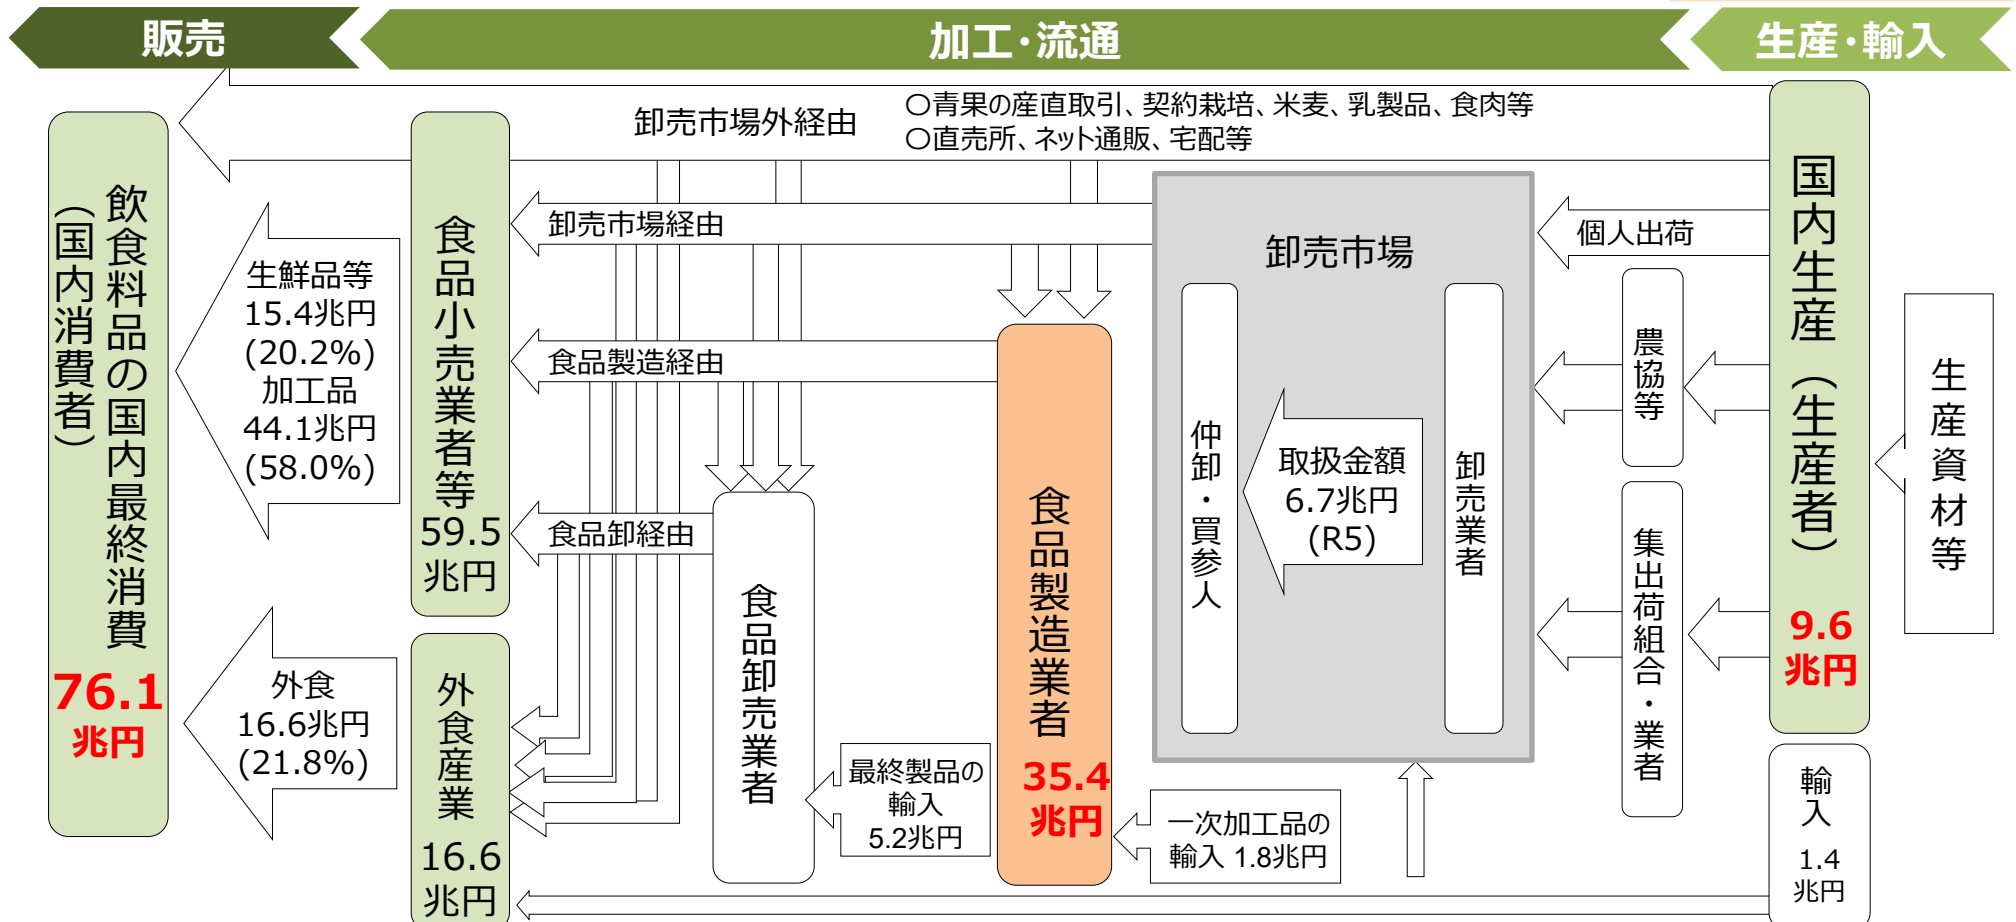 販売
加工・流通
生産・輸入
卸売市場外経由
○青果の産直取引、契約栽培、米麦、乳製品、食肉等
○直売所、ネット通販、宅配等
飲食料品の国内最終消費
（国内消費者）
76.1
兆円
生鮮品等
15.4兆円
(20.2%)
加工品
44.1兆円
(58.0%)
外食
16.6兆円
(21.8%)
食品小売業者等
59.5
兆円
外食産業
16.6
兆円
卸売市場経由
食品製造経由
食品卸経由
食品卸売業者
最終製品の
輸入
5.2兆円
食品製造業者
35.4
兆円
一次加工品の
輸入 1.8兆円
卸売市場
仲卸・買参人
取扱金額
6.7兆円
(R5)
卸売業者
個人出荷
農協等
集出荷組合・業者
国内生産（生産者）
9.6
兆円
輸入
1.4
兆円
生産資材等